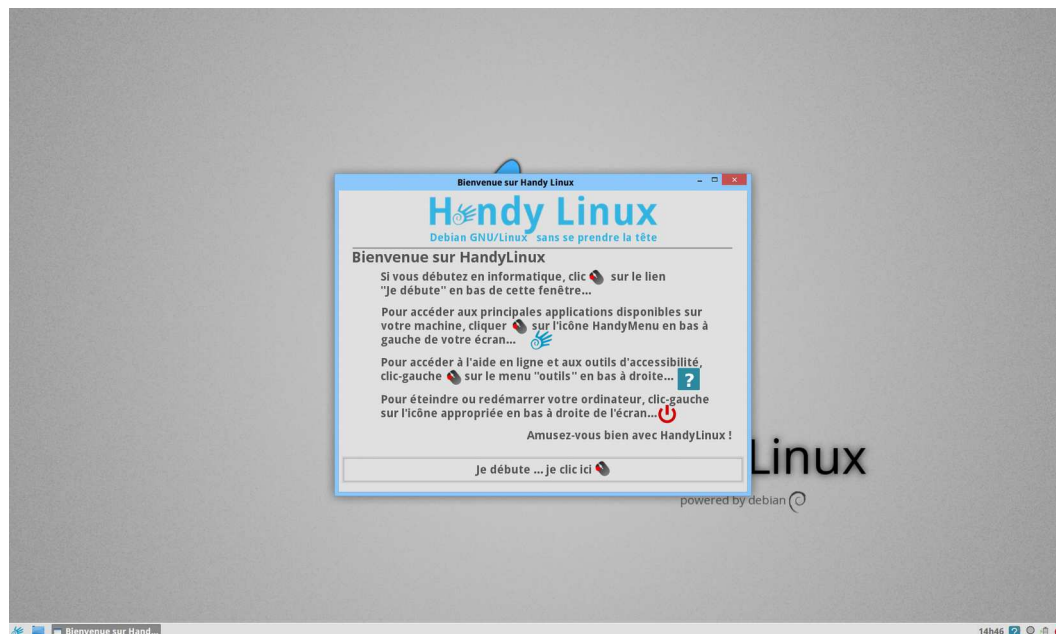 Bienvenue sur Handy Linux
Handy Linux
Debian GNU/Linux sans se prendre la tête
Bienvenue sur HandyLinux
Si vous débutez en informatique, clic sur le lien
"Je débute" en bas de cette fenêtre...
Pour accéder aux principales applications disponibles sur
votre machine, cliquer sur l'icône HandyMenu en bas à
gauche de votre écran...
Pour accéder à l'aide en ligne et aux outils d'accessibilité,
clic-gauche sur le menu "outils" en bas à droite... ?
Pour éteindre ou redémarrer votre ordinateur, clic-gauche
sur l'icône appropriée en bas à droite de l'écran...
Amusez-vous bien avec HandyLinux !
Je débute ... je clic ici
Linux
powered by debian
Bienvenue sur Hand...
14h46 ?